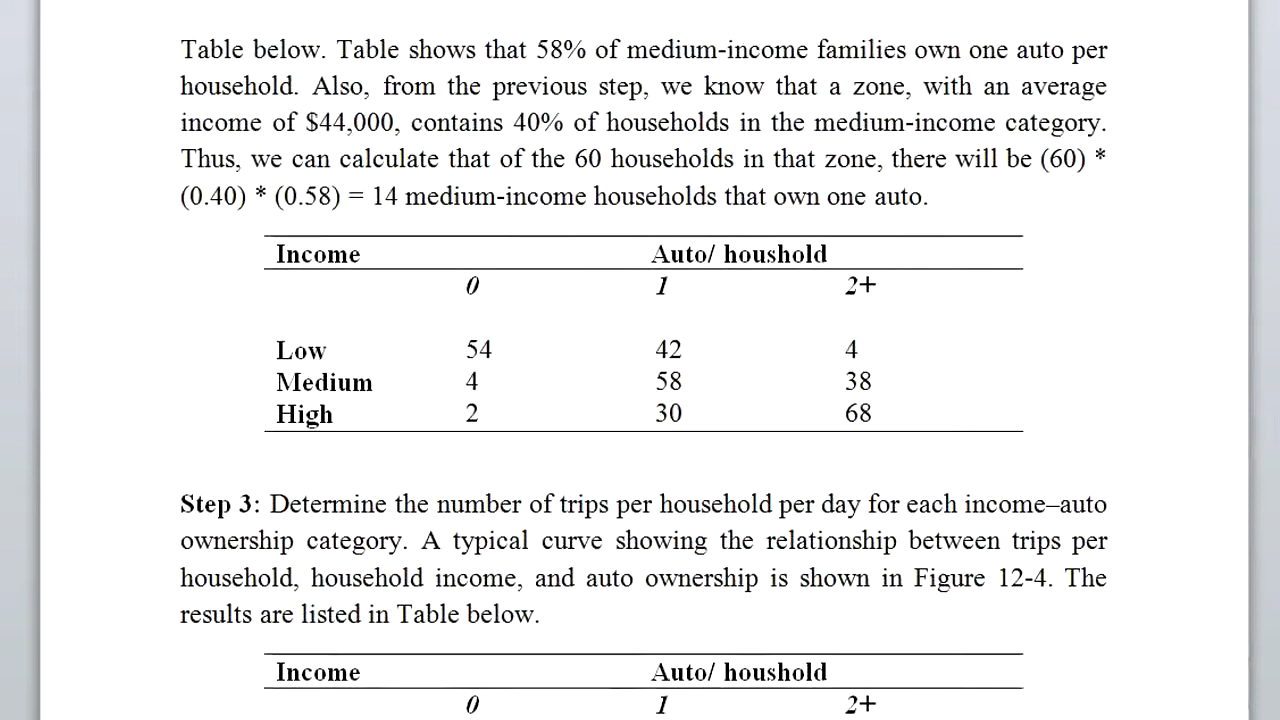 Table below. Table shows that 58% of medium-income families own one auto per
household. Also, from the previous step, we know that a zone, with an average
income of $44,000, contains 40% of households in the medium-income category.
Thus, we can calculate that of the 60 households in that zone, there will be (60) *
(0.40) * (0.58) = 14 medium-income households that own one auto.
Income Auto/ houshold
0 1 2+
Low 54 42 4
Medium 4 58 38
High 2 30 68
Step 3: Determine the number of trips per household per day for each income–auto
ownership category. A typical curve showing the relationship between trips per
household, household income, and auto ownership is shown in Figure 12-4. The
results are listed in Table below.
Income Auto/ houshold
0 1 2+